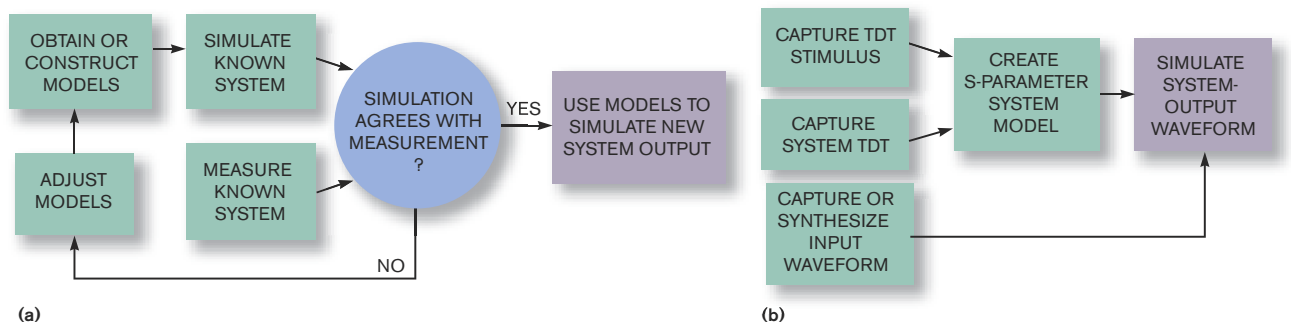 OBTAIN OR
CONSTRUCT
MODELS
SIMULATE
KNOWN
SYSTEM
ADJUST
MODELS
MEASURE
KNOWN
SYSTEM
SIMULATION
AGREES WITH
MEASUREMENT
?
YES
NO
USE MODELS TO
SIMULATE NEW
SYSTEM OUTPUT
(a)
CAPTURE TDT
STIMULUS
CAPTURE
SYSTEM TDT
CAPTURE OR
SYNTHESIZE
INPUT
WAVEFORM
CREATE
S-PARAMETER
SYSTEM
MODEL
SIMULATE
SYSTEM-
OUTPUT
WAVEFORM
(b)